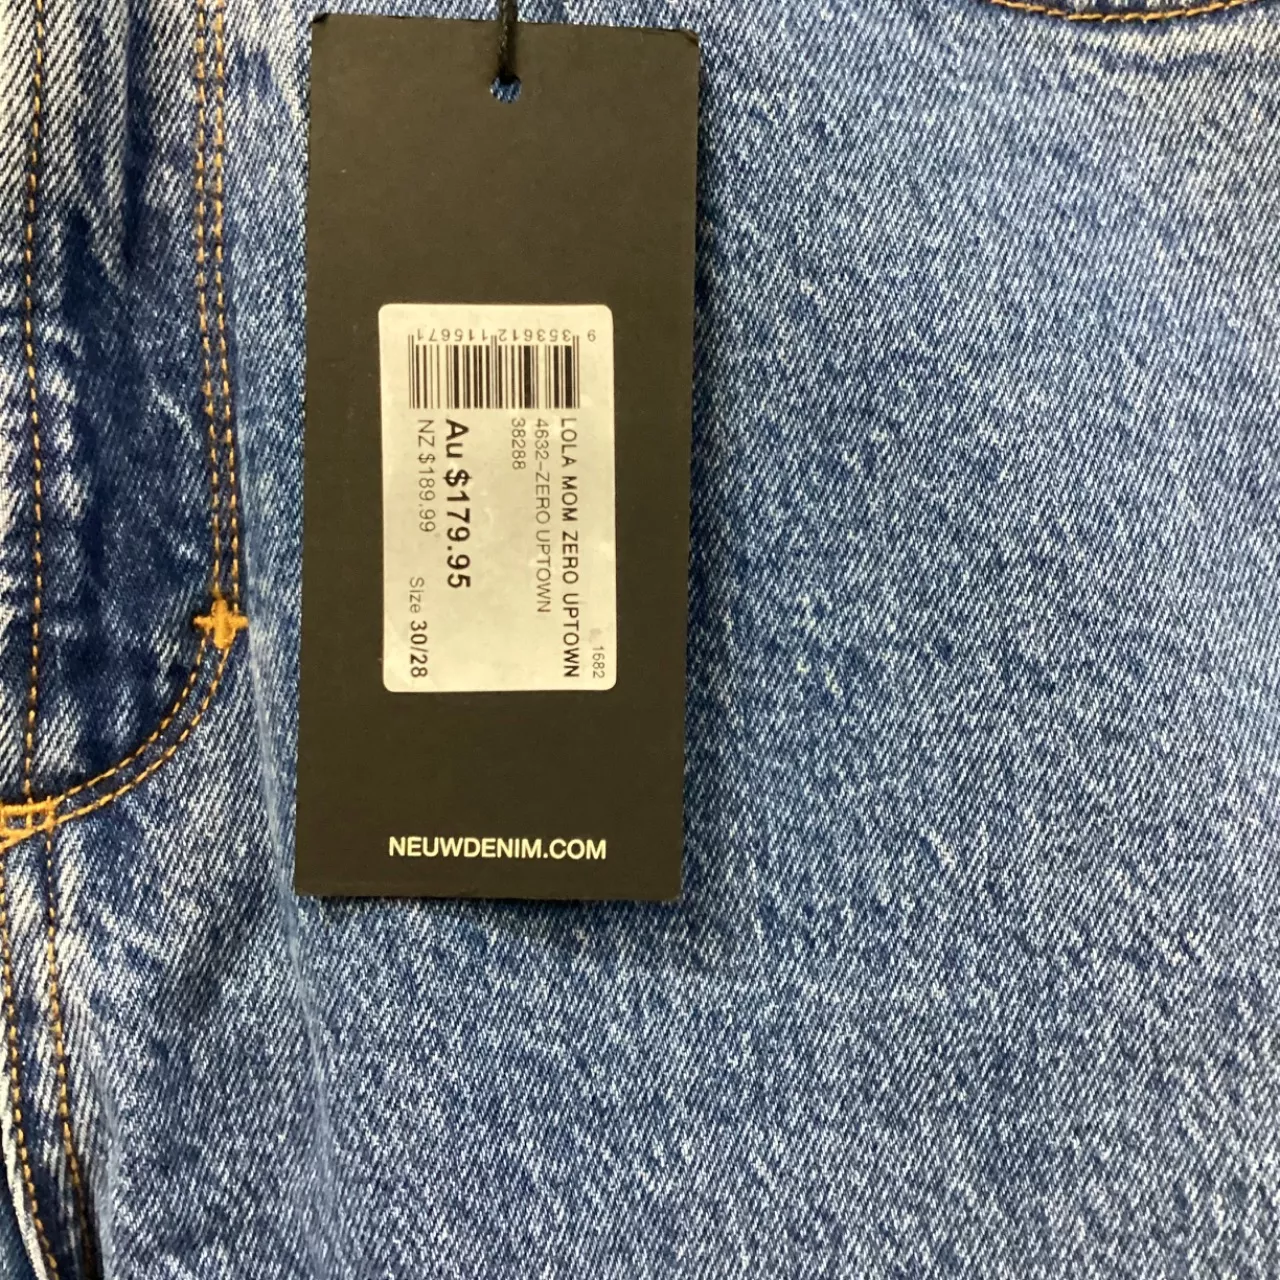 1682
LOLA MOM ZERO UPTOWN
4632-ZERO UPTOWN
38288
Au $179.95
NZ $189.99
Size 30/28
9 353612 115671
NEUWDENIM.COM